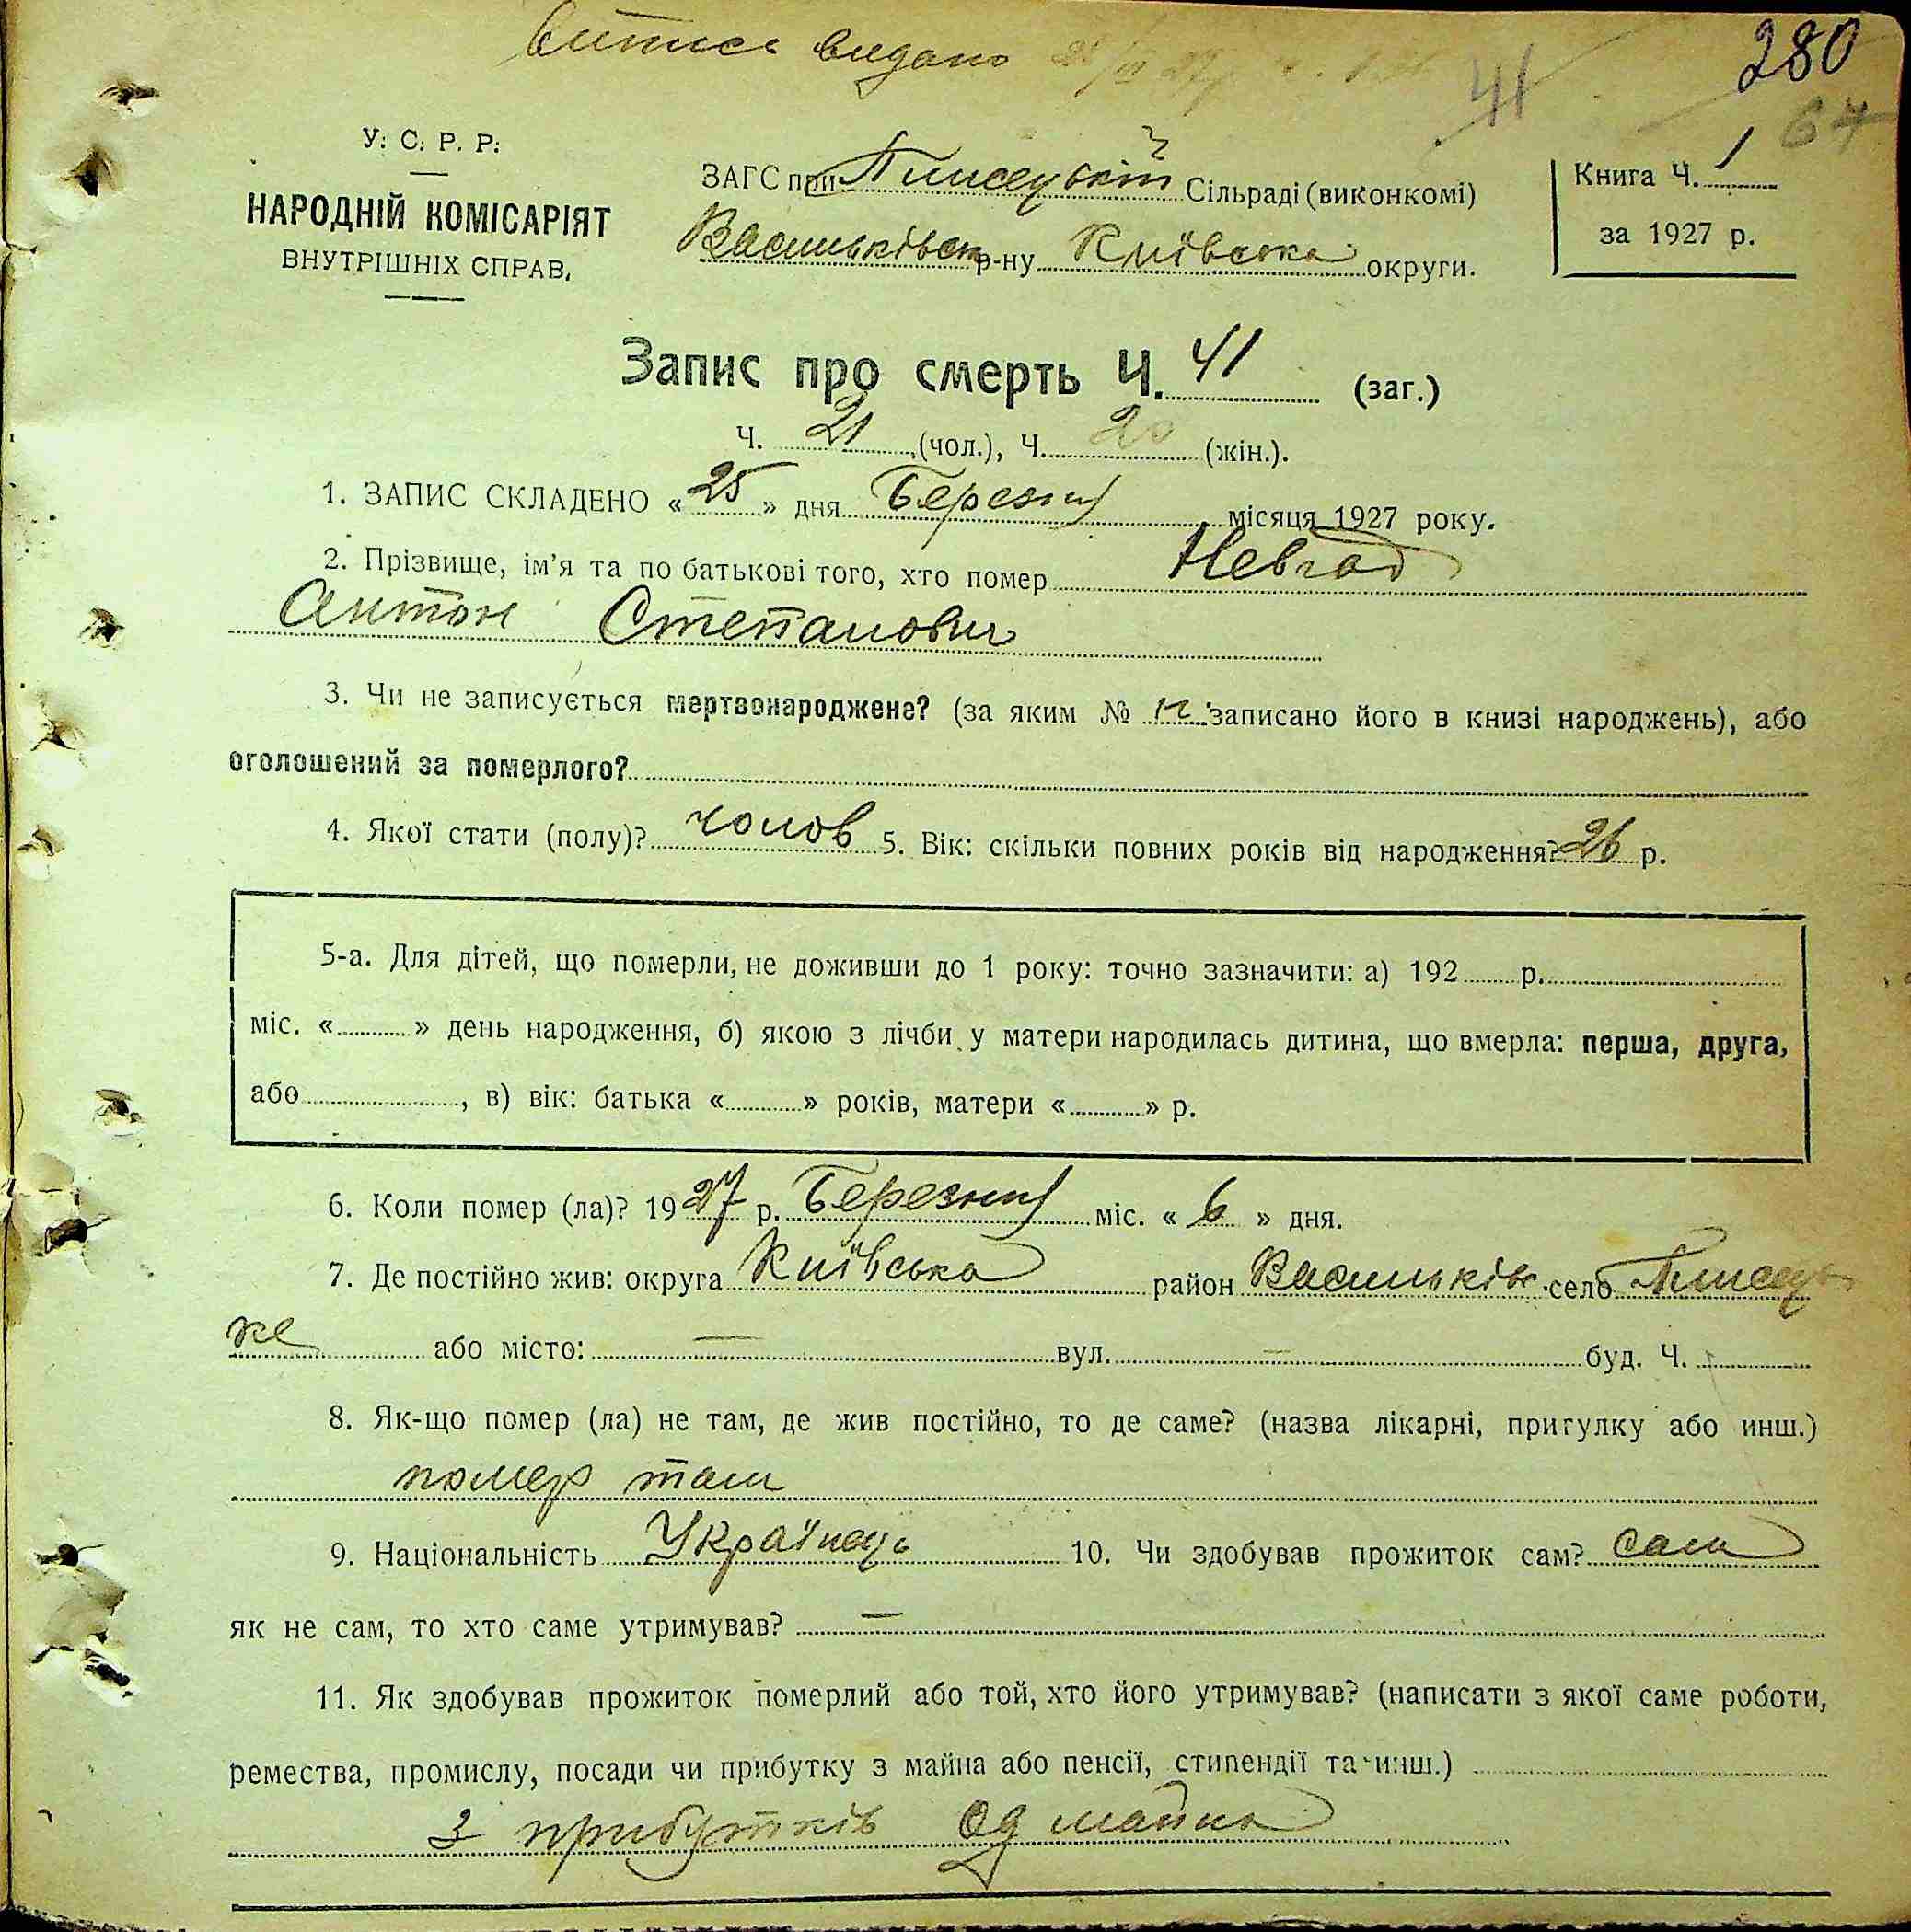 Витись видано
280
41
64
У. С. Р. Р.
НАРОДНІЙ КОМІСАРІЯТ
ВНУТРІШНІХ СПРАВ.
ЗАГС при Плисецькій Сільраді (виконкомі)
Васильківськ р-ну Київська округи.
Книга Ч. 1
за 1927 р.
Запис про смерть Ч. 41 (заг.)
Ч. 21 (чол.), Ч. 20 (жін.).
1. ЗАПИС СКЛАДЕНО « 25 » дня Березня місяця 1927 року.
2. Прізвище, ім'я та по батькові того, хто помер Невгад
Антон Степанович
3. Чи не записується мертвонароджене? (за яким № записано його в книзі народжень), або
оголошений за померлого?
4. Якої стати (полу)? чолов 5. Вік: скільки повних років від народження? 26 р.
5-а. Для дітей, що померли, не доживши до 1 року: точно зазначити: а) 192 р.
міс. « » день народження, б) якою з лічби у матери народилась дитина, що вмерла: перша, друга,
або , в) вік: батька « » років, матери « » р.
6. Коли помер (ла)? 1927 р. Березня міс. « 6 » дня.
7. Де постійно жив: округа Київська район Васильків село Плисець
ке або місто: — вул. — буд. Ч.
8. Як-що помер (ла) не там, де жив постійно, то де саме? (назва лікарні, пригулку або инш.)
помер там
9. Національність Українець 10. Чи здобував прожиток сам? сам
як не сам, то хто саме утримував? —
11. Як здобував прожиток померлий або той, хто його утримував? (написати з якої саме роботи,
ремества, промислу, посади чи прибутку з майна або пенсії, стипендії та инш.)
З прибутків од майна